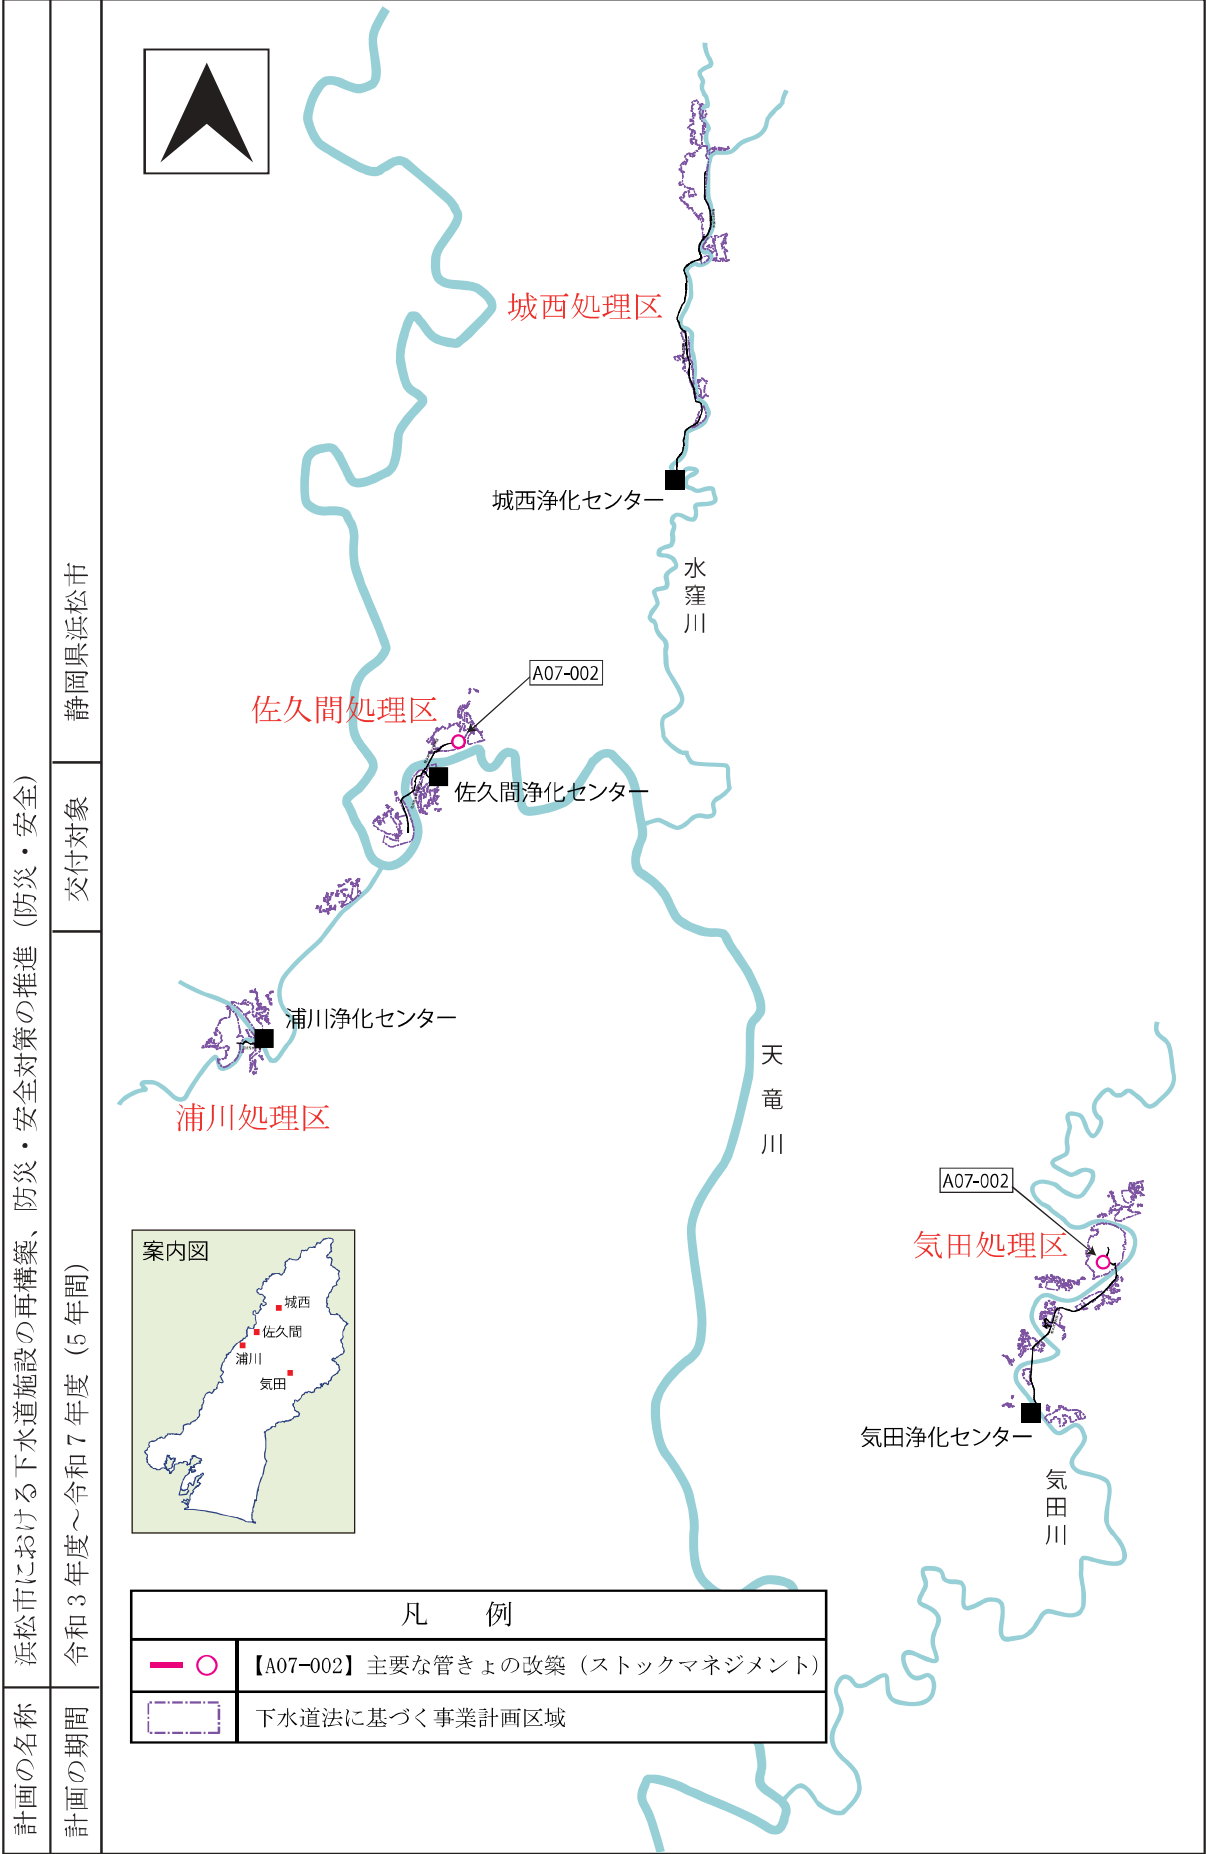 計画の名称
浜松市における下水道施設の再構築、防災・安全対策の推進（防災・安全）
計画の期間
令和３年度～令和７年度（５年間）
交付対象
静岡県浜松市
城西処理区
城西浄化センター
水窪川
A07-002
佐久間処理区
佐久間浄化センター
浦川浄化センター
浦川処理区
天竜川
A07-002
気田処理区
気田浄化センター
気田川
案内図
城西
佐久間
浦川
気田
凡　例
【A07-002】主要な管きょの改築（ストックマネジメント）
下水道法に基づく事業計画区域